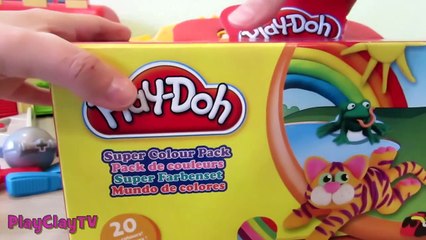 PLAY-DOH
Play-Doh
Super Colour Pack
Pack de couleurs
Super Farbenset
Mundo de colores
20
PlayClayTV